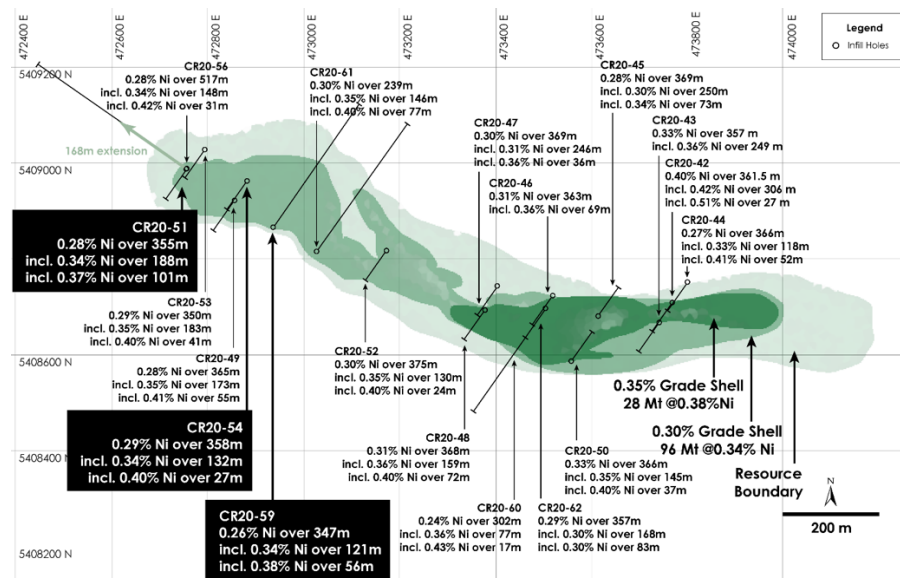 472400 E
472600 E
472800 E
473000 E
473200 E
473400 E
473600 E
473800 E
474000 E
Legend
Infill Holes
5409200 N
5409000 N
5408600 N
5408400 N
5408200 N
CR20-56
0.28% Ni over 517m
incl. 0.34% Ni over 148m
incl. 0.42% Ni over 31m
CR20-61
0.30% Ni over 239m
incl. 0.35% Ni over 146m
incl. 0.40% Ni over 77m
CR20-47
0.30% Ni over 369m
incl. 0.31% Ni over 246m
incl. 0.36% Ni over 36m
CR20-46
0.31% Ni over 363m
incl. 0.36% Ni over 69m
CR20-45
0.28% Ni over 369m
incl. 0.30% Ni over 250m
incl. 0.34% Ni over 73m
CR20-43
0.33% Ni over 357 m
incl. 0.36% Ni over 249 m
CR20-42
0.40% Ni over 361.5 m
incl. 0.42% Ni over 306 m
incl. 0.51% Ni over 27 m
CR20-44
0.27% Ni over 366m
incl. 0.33% Ni over 118m
incl. 0.41% Ni over 52m
168m extension
CR20-51
0.28% Ni over 355m
incl. 0.34% Ni over 188m
incl. 0.37% Ni over 101m
CR20-53
0.29% Ni over 350m
incl. 0.35% Ni over 183m
incl. 0.40% Ni over 41m
CR20-49
0.28% Ni over 365m
incl. 0.35% Ni over 173m
incl. 0.41% Ni over 55m
CR20-54
0.29% Ni over 358m
incl. 0.34% Ni over 132m
incl. 0.40% Ni over 27m
CR20-59
0.26% Ni over 347m
incl. 0.34% Ni over 121m
incl. 0.38% Ni over 56m
CR20-52
0.30% Ni over 375m
incl. 0.35% Ni over 130m
incl. 0.40% Ni over 24m
CR20-48
0.31% Ni over 368m
incl. 0.36% Ni over 159m
incl. 0.40% Ni over 72m
CR20-60
0.24% Ni over 302m
incl. 0.36% Ni over 77m
incl. 0.43% Ni over 17m
CR20-62
0.29% Ni over 357m
incl. 0.30% Ni over 168m
incl. 0.30% Ni over 83m
CR20-50
0.33% Ni over 366m
incl. 0.35% Ni over 145m
incl. 0.40% Ni over 37m
0.35% Grade Shell
28 Mt @0.38%Ni
0.30% Grade Shell
96 Mt @0.34% Ni
Resource
Boundary
N
200 m